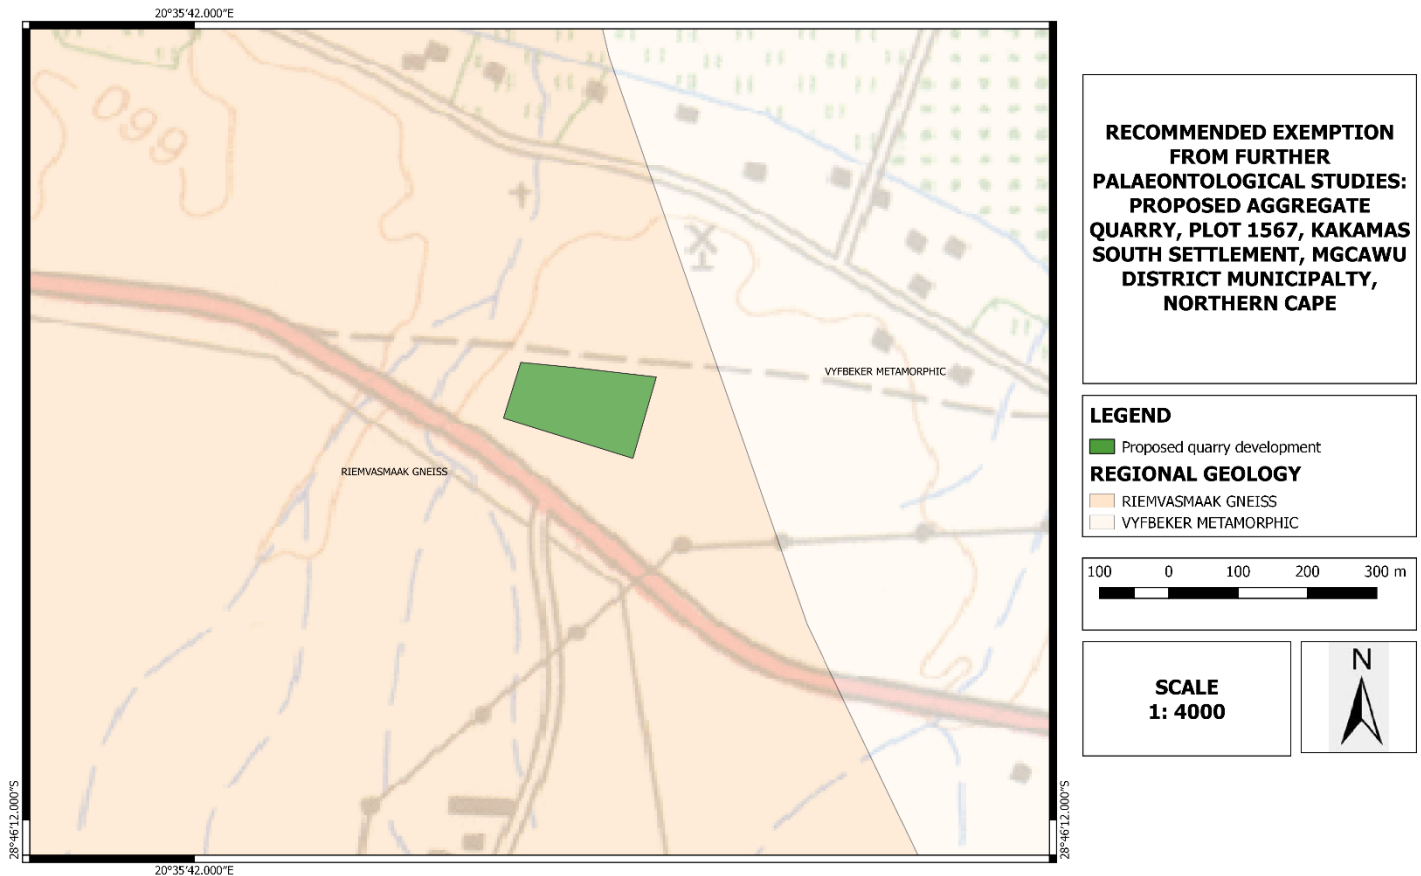 20°35'42.000"E
660
VYFBEKER METAMORPHIC
RIEMVASMAAK GNEISS
28°46'12.000"S
28°46'12.000"S
20°35'42.000"E
RECOMMENDED EXEMPTION
FROM FURTHER
PALAEONTOLOGICAL STUDIES:
PROPOSED AGGREGATE
QUARRY, PLOT 1567, KAKAMAS
SOUTH SETTLEMENT, MGCAWU
DISTRICT MUNICIPALTY,
NORTHERN CAPE
LEGEND
Proposed quarry development
REGIONAL GEOLOGY
RIEMVASMAAK GNEISS
VYFBEKER METAMORPHIC
100 0 100 200 300 m
SCALE
1: 4000
N